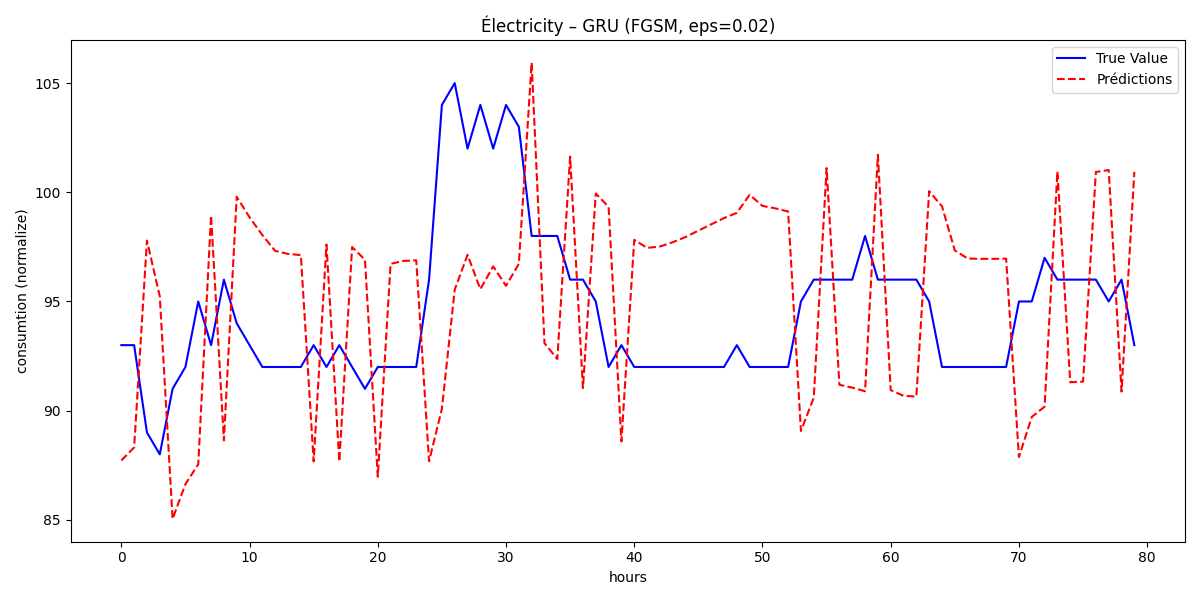 Électricity – GRU (FGSM, eps=0.02)
True Value
Prédictions
consumtion (normalize)
105
100
95
90
85
0 10 20 30 40 50 60 70 80
hours